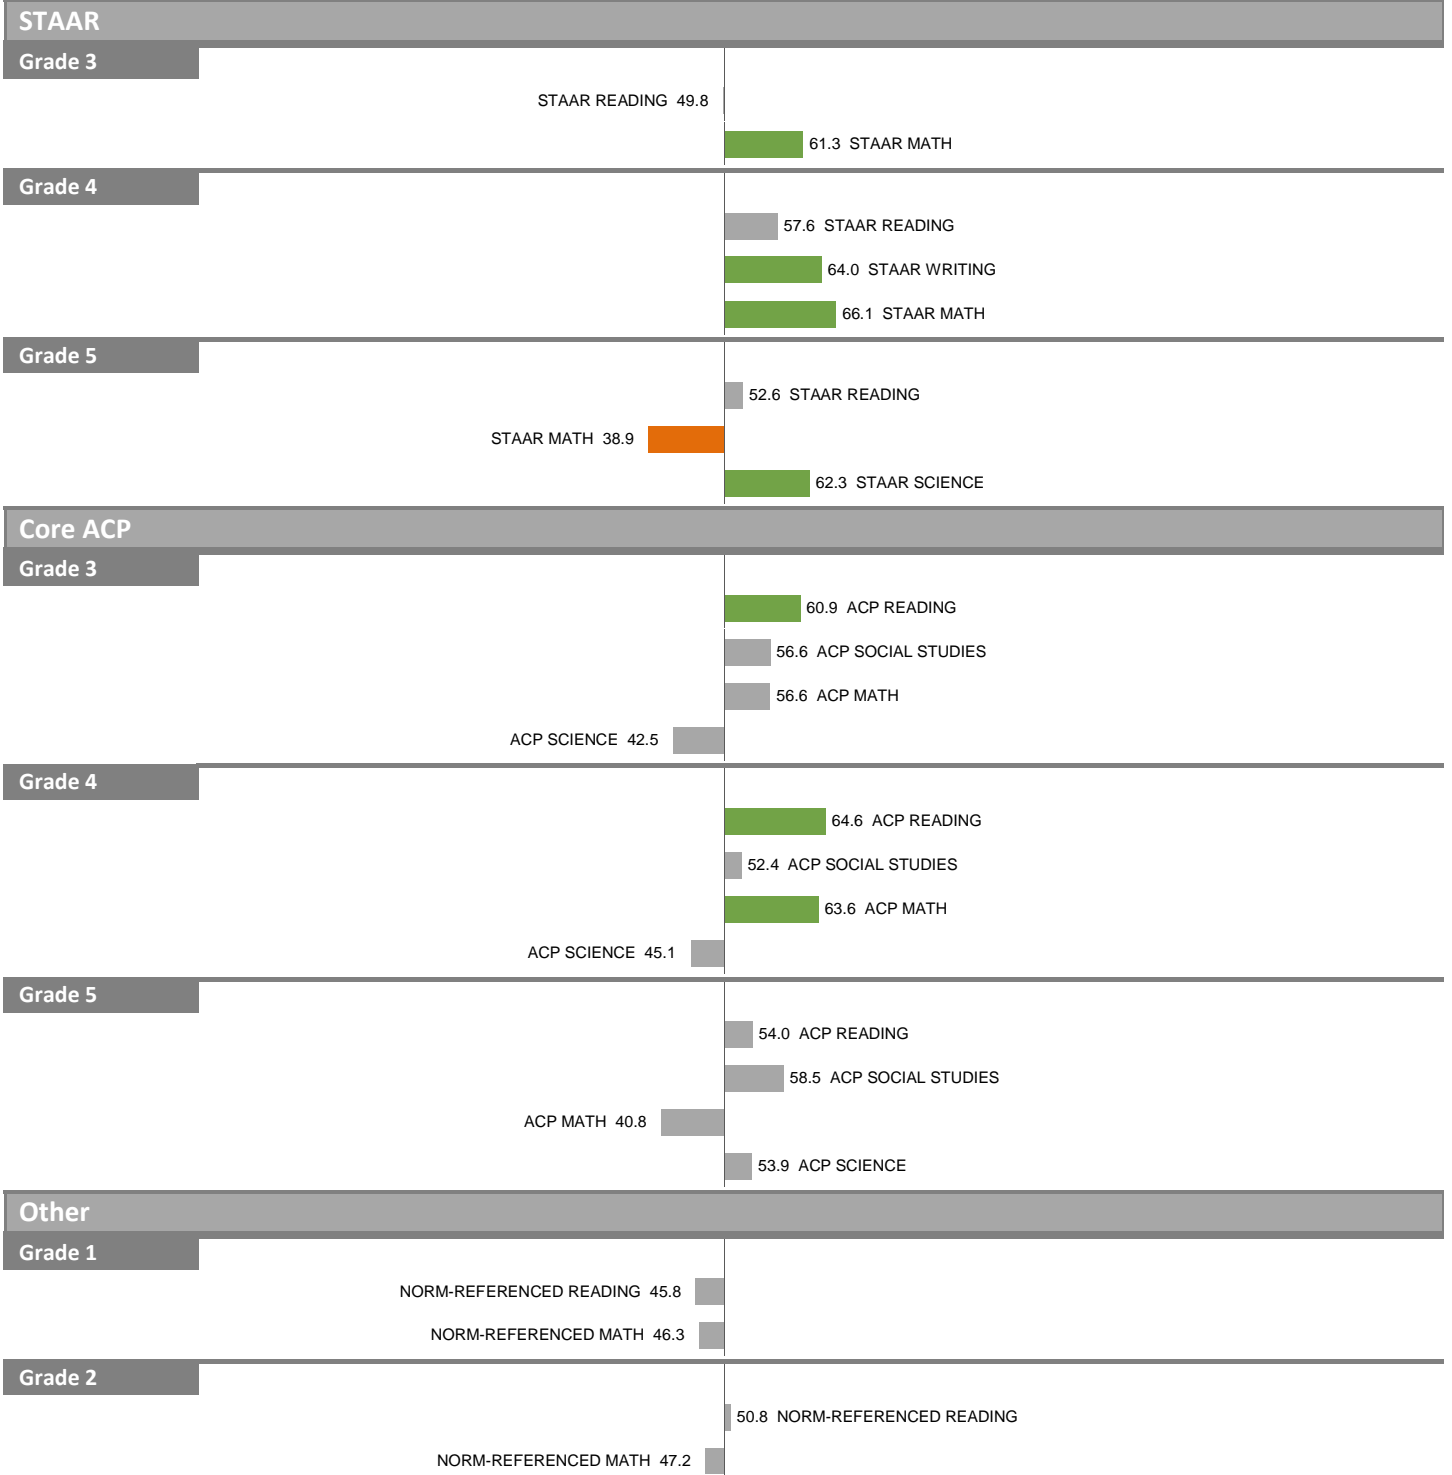 STAAR
Grade 3
STAAR READING 49.8
61.3 STAAR MATH
Grade 4
57.6 STAAR READING
64.0 STAAR WRITING
66.1 STAAR MATH
Grade 5
52.6 STAAR READING
STAAR MATH 38.9
62.3 STAAR SCIENCE
Core ACP
Grade 3
60.9 ACP READING
56.6 ACP SOCIAL STUDIES
56.6 ACP MATH
ACP SCIENCE 42.5
Grade 4
64.6 ACP READING
52.4 ACP SOCIAL STUDIES
63.6 ACP MATH
ACP SCIENCE 45.1
Grade 5
54.0 ACP READING
58.5 ACP SOCIAL STUDIES
ACP MATH 40.8
53.9 ACP SCIENCE
Other
Grade 1
NORM-REFERENCED READING 45.8
NORM-REFERENCED MATH 46.3
Grade 2
50.8 NORM-REFERENCED READING
NORM-REFERENCED MATH 47.2